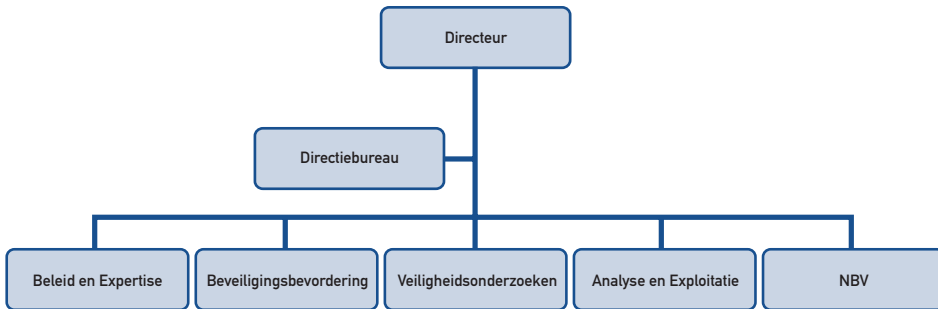 Directeur
Directiebureau
Beleid en Expertise
Beveiligingsbevordering
Veiligheidsonderzoeken
Analyse en Exploitatie
NBV